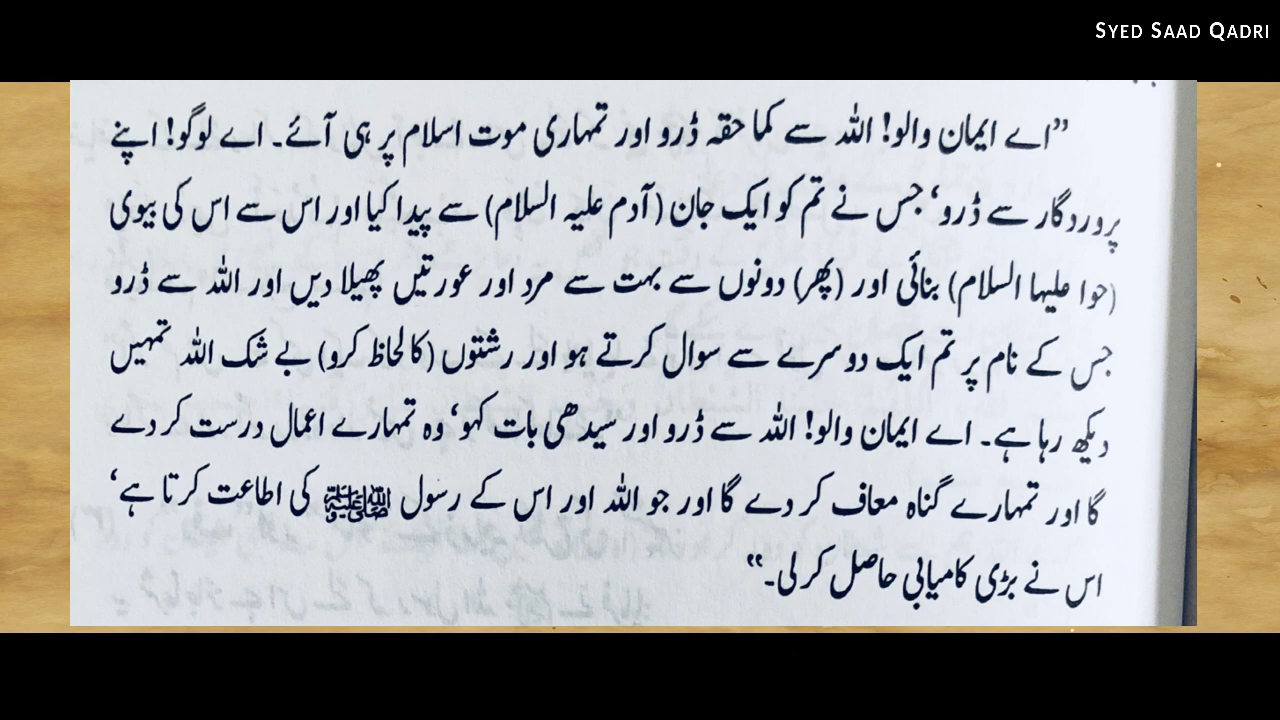 SYED SAAD QADRI
”اے ایمان والو! اللہ سے کما حقہ ڈرو اور تمہاری موت اسلام پر ہی آئے۔ اے لوگو! اپنے
پروردگار سے ڈرو‘ جس نے تم کو ایک جان (آدم علیہ السلام) سے پیدا کیا اور اس سے اس کی بیوی
(حوا علیہا السلام) بنائی اور (پھر) دونوں سے بہت سے مرد اور عورتیں پھیلا دیں اور اللہ سے ڈرو
جس کے نام پر تم ایک دوسرے سے سوال کرتے ہو اور رشتوں (کا لحاظ کرو) بے شک اللہ تمہیں
دیکھ رہا ہے۔ اے ایمان والو! اللہ سے ڈرو اور سیدھی بات کہو‘ وہ تمہارے اعمال درست کر دے
گا اور تمہارے گناہ معاف کر دے گا اور جو اللہ اور اس کے رسول ﷺ کی اطاعت کرتا ہے‘
اس نے بڑی کامیابی حاصل کر لی۔“